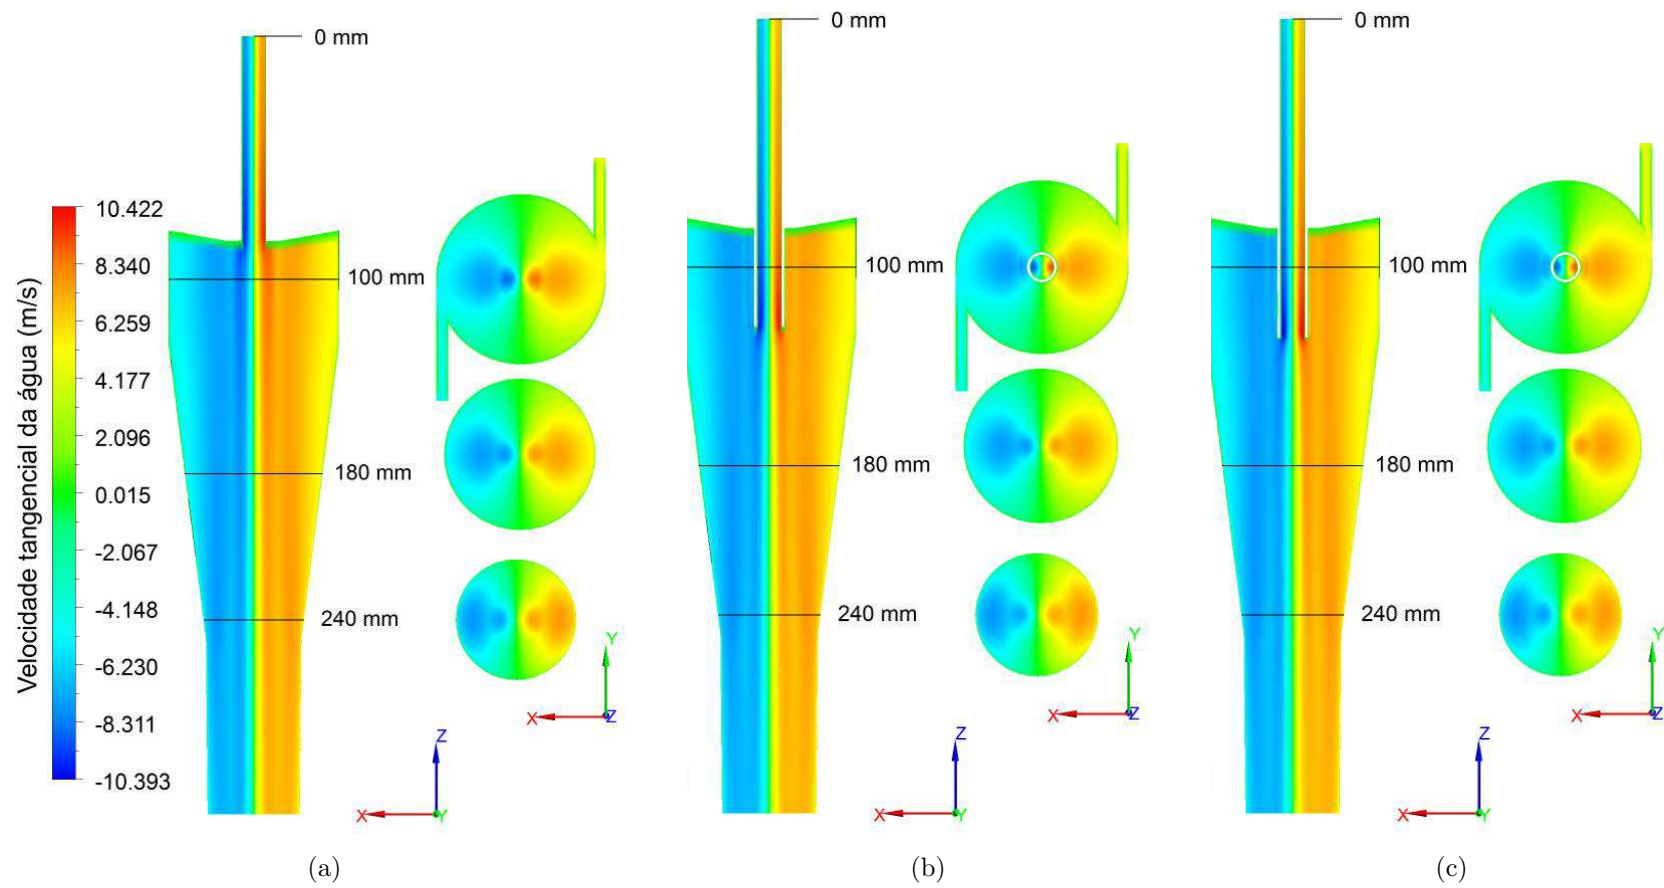 Velocidade tangencial da água (m/s)
10.422
8.340
6.259
4.177
2.096
0.015
-2.067
-4.148
-6.230
-8.311
-10.393
0 mm
100 mm
180 mm
240 mm
Y
X
Z
Z
X
Y
(a)
0 mm
100 mm
180 mm
240 mm
Y
X
Z
Z
X
Y
(b)
0 mm
100 mm
180 mm
240 mm
Y
X
Z
Z
X
Y
(c)